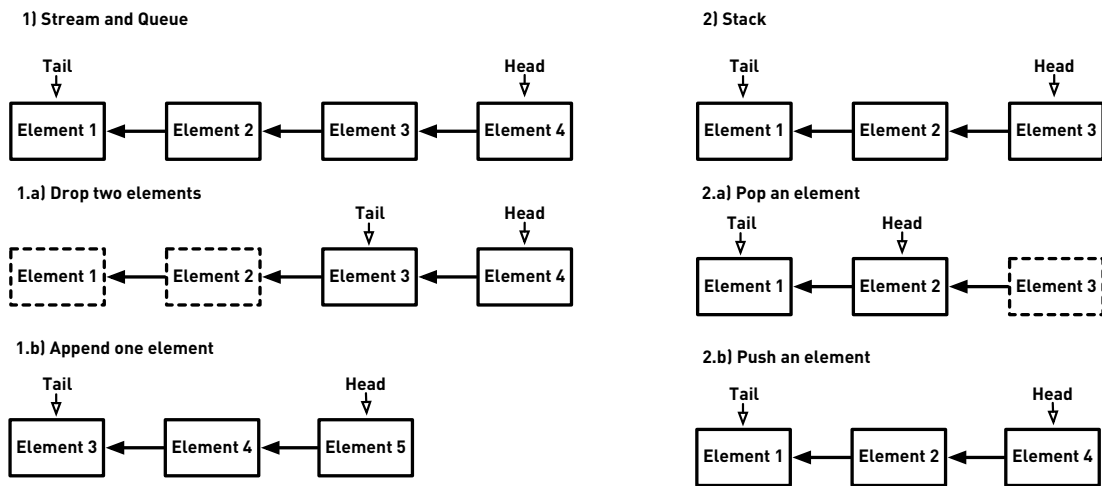 1) Stream and Queue
Tail Head
Element 1 Element 2 Element 3 Element 4
1.a) Drop two elements
Tail Head
Element 1 Element 2 Element 3 Element 4
1.b) Append one element
Tail Head
Element 3 Element 4 Element 5
2) Stack
Tail Head
Element 1 Element 2 Element 3
2.a) Pop an element
Tail Head
Element 1 Element 2 Element 3
2.b) Push an element
Tail Head
Element 1 Element 2 Element 4